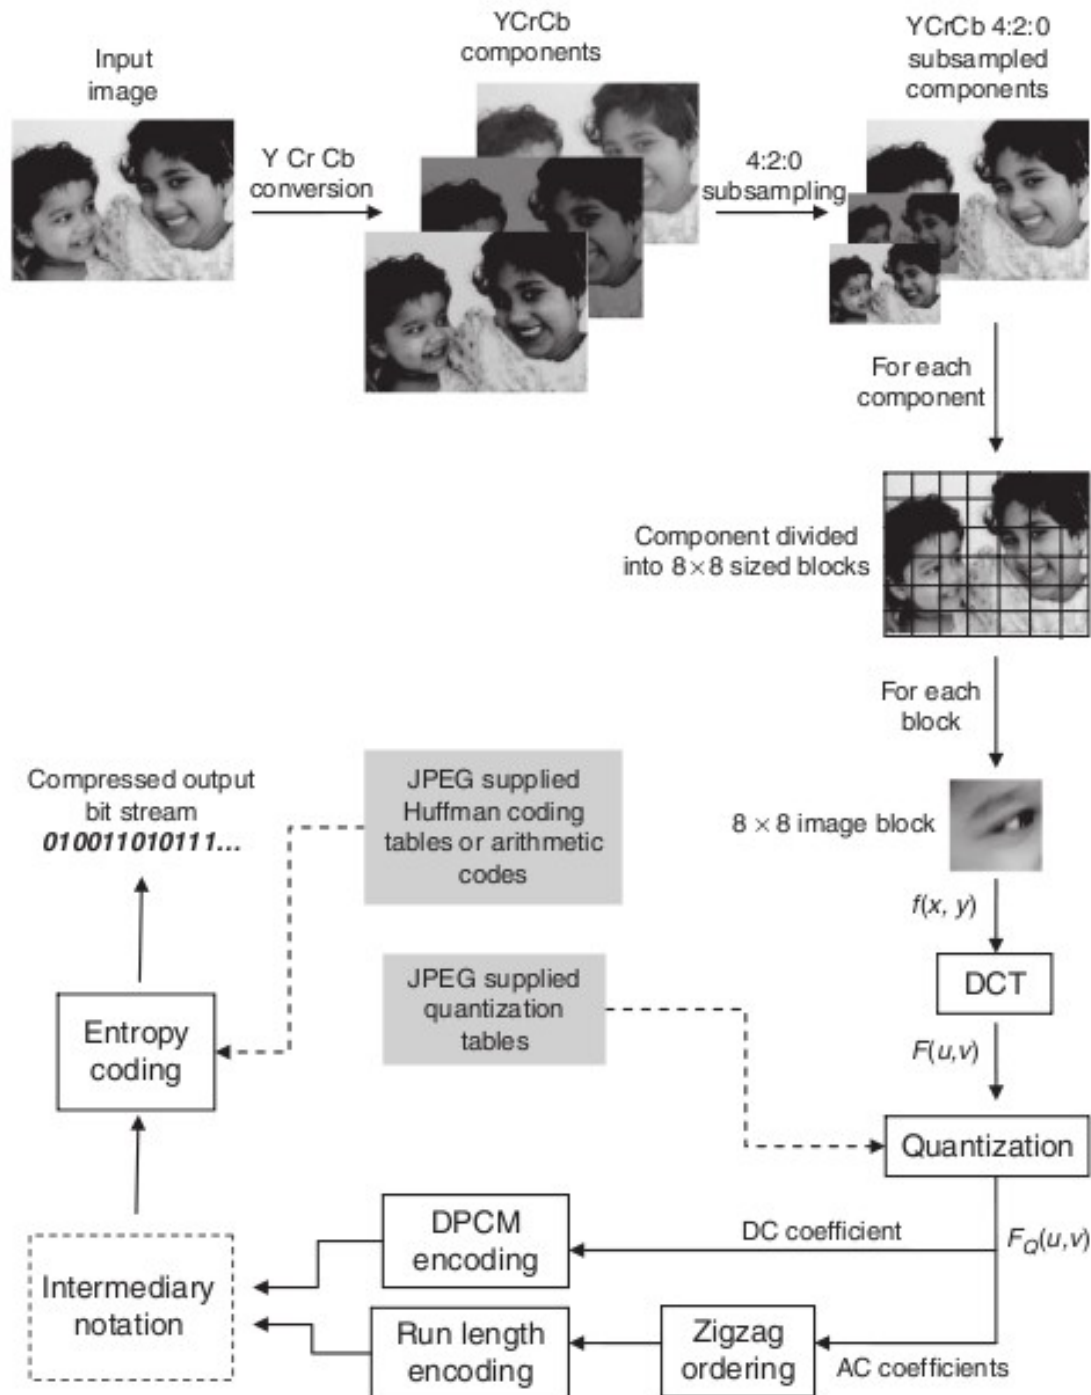 Input
image
Y Cr Cb
conversion
YCrCb
components
4:2:0
subsampling
YCrCb 4:2:0
subsampled
components
For each
component
Component divided
into 8×8 sized blocks
For each
block
8 × 8 image block
f(x, y)
DCT
F(u,v)
JPEG supplied
quantization
tables
Quantization
F_Q(u,v)
DC coefficient
DPCM
encoding
AC coefficients
Zigzag
ordering
Run length
encoding
Intermediary
notation
JPEG supplied
Huffman coding
tables or arithmetic
codes
Entropy
coding
Compressed output
bit stream
010011010111...